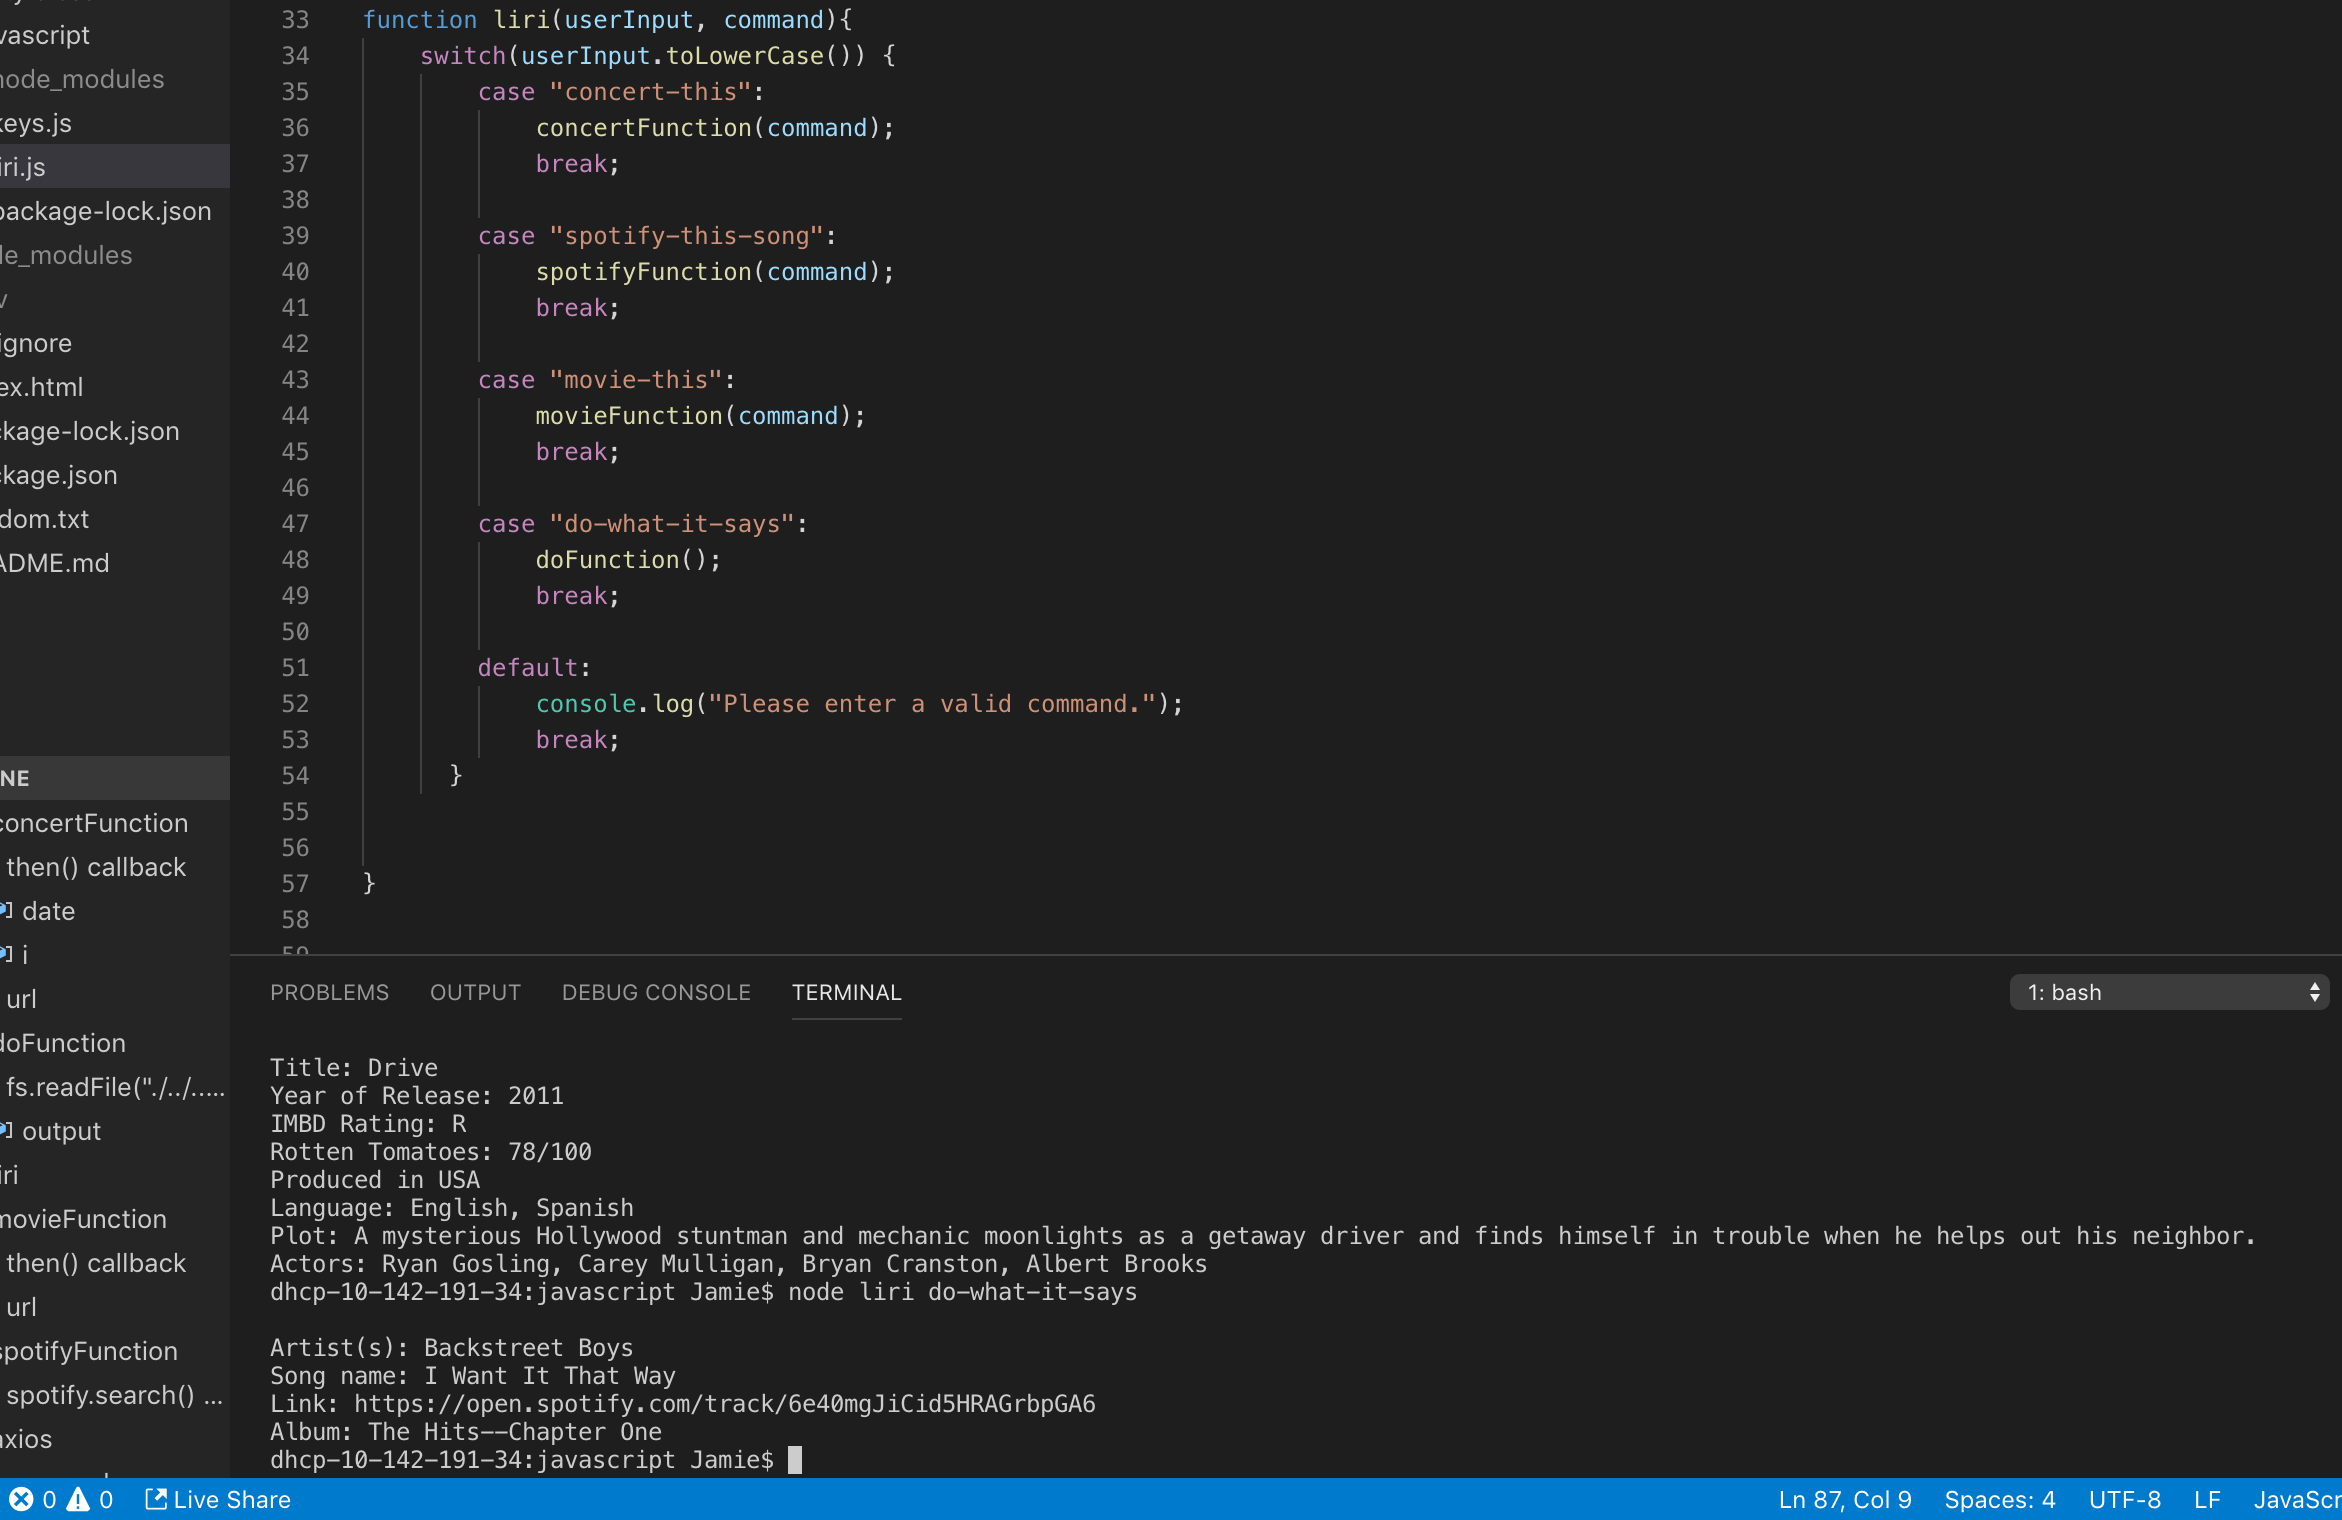 vascript
node_modules
keys.js
iri.js
package-lock.json
le_modules
v
ignore
ex.html
kage-lock.json
kage.json
dom.txt
ADME.md
NE
concertFunction
then() callback
date
i
url
doFunction
fs.readFile("./../.....
output
iri
movieFunction
then() callback
url
spotifyFunction
spotify.search() ...
axios
33 function liri(userInput, command){
34 switch(userInput.toLowerCase()) {
35 case "concert-this":
36 concertFunction(command);
37 break;
38
39 case "spotify-this-song":
40 spotifyFunction(command);
41 break;
42
43 case "movie-this":
44 movieFunction(command);
45 break;
46
47 case "do-what-it-says":
48 doFunction();
49 break;
50
51 default:
52 console.log("Please enter a valid command.");
53 break;
54 }
55
56
57 }
58
59
PROBLEMS OUTPUT DEBUG CONSOLE TERMINAL 1: bash
Title: Drive
Year of Release: 2011
IMBD Rating: R
Rotten Tomatoes: 78/100
Produced in USA
Language: English, Spanish
Plot: A mysterious Hollywood stuntman and mechanic moonlights as a getaway driver and finds himself in trouble when he helps out his neighbor.
Actors: Ryan Gosling, Carey Mulligan, Bryan Cranston, Albert Brooks
dhcp-10-142-191-34:javascript Jamie$ node liri do-what-it-says
Artist(s): Backstreet Boys
Song name: I Want It That Way
Link: https://open.spotify.com/track/6e40mgJiCid5HRAGrbpGA6
Album: The Hits--Chapter One
dhcp-10-142-191-34:javascript Jamie$
0 0 Live Share Ln 87, Col 9 Spaces: 4 UTF-8 LF JavaScr